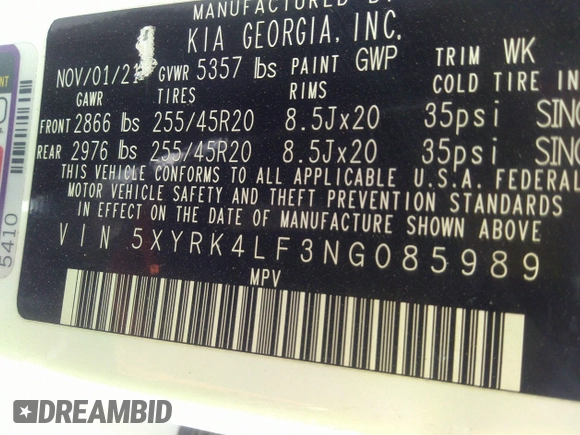 MANUFACTURED
KIA GEORGIA, INC.
NOV/01/21 GVWR 5357 lbs PAINT GWP TRIM WK
GAWR TIRES RIMS COLD TIRE
FRONT 2866 lbs 255/45R20 8.5Jx20 35psi
REAR 2976 lbs 255/45R20 8.5Jx20 35psi
THIS VEHICLE CONFORMS TO ALL APPLICABLE U.S.A. FEDERAL
MOTOR VEHICLE SAFETY AND THEFT PREVENTION STANDARDS
IN EFFECT ON THE DATE OF MANUFACTURE SHOWN ABOVE
VIN 5XYRK4LF3NG085989
MPV
5410
DREAMBID